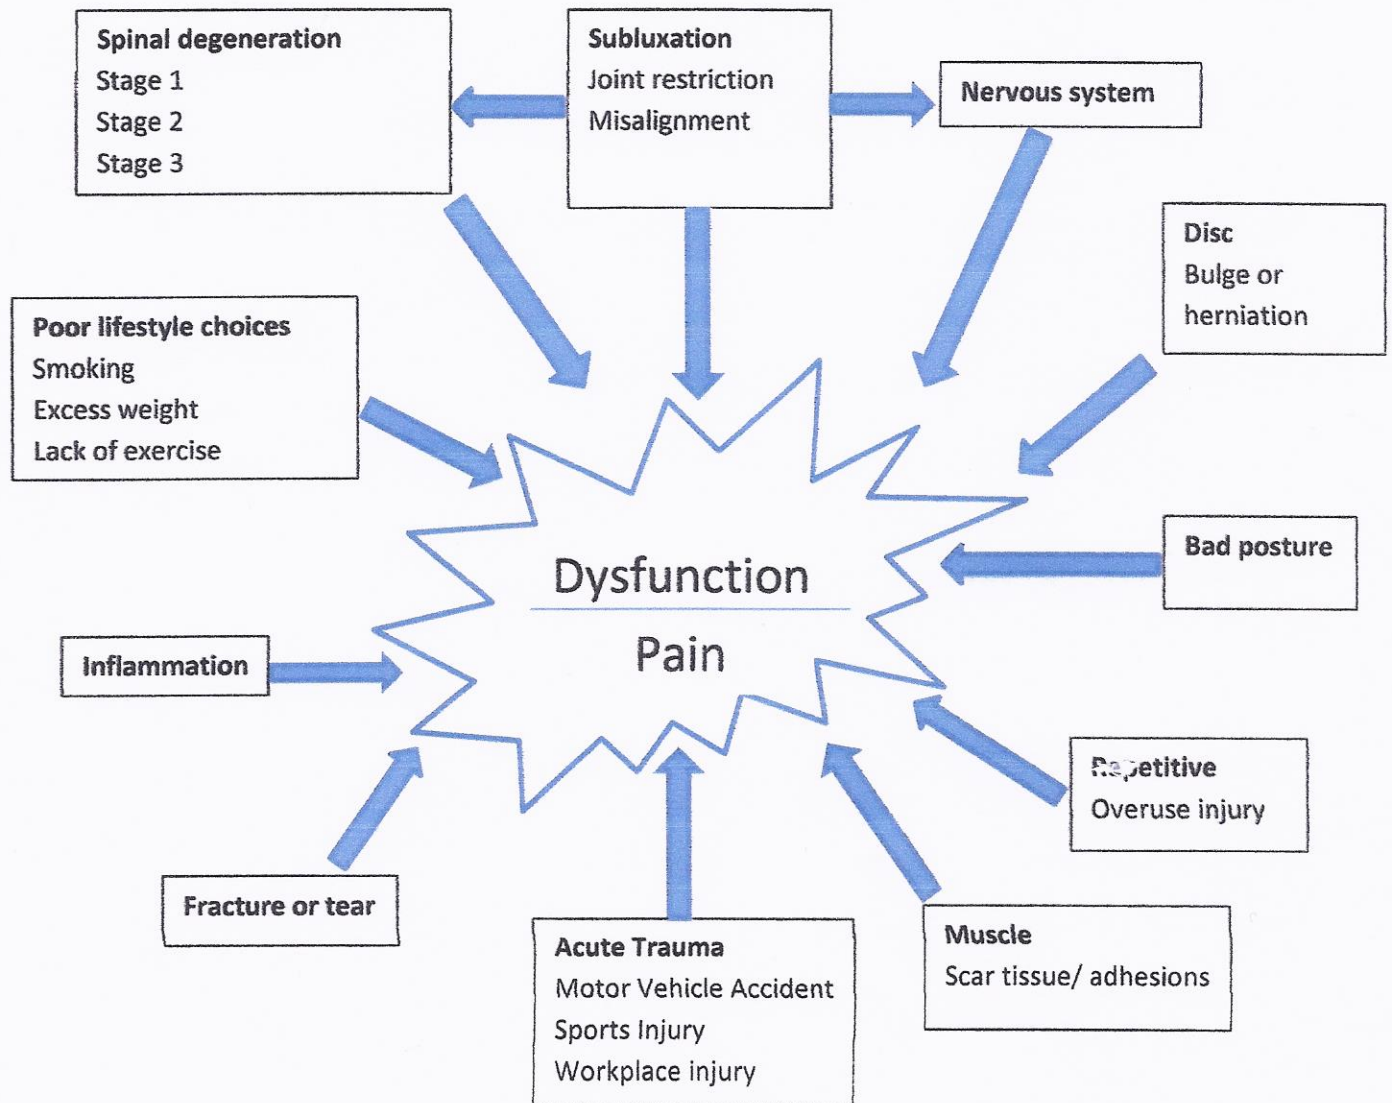 Spinal degeneration
Stage 1
Stage 2
Stage 3
Subluxation
Joint restriction
Misalignment
Nervous system
Disc
Bulge or
herniation
Poor lifestyle choices
Smoking
Excess weight
Lack of exercise
Bad posture
Dysfunction
Pain
Inflammation
Repetitive
Overuse injury
Fracture or tear
Acute Trauma
Motor Vehicle Accident
Sports Injury
Workplace injury
Muscle
Scar tissue/ adhesions